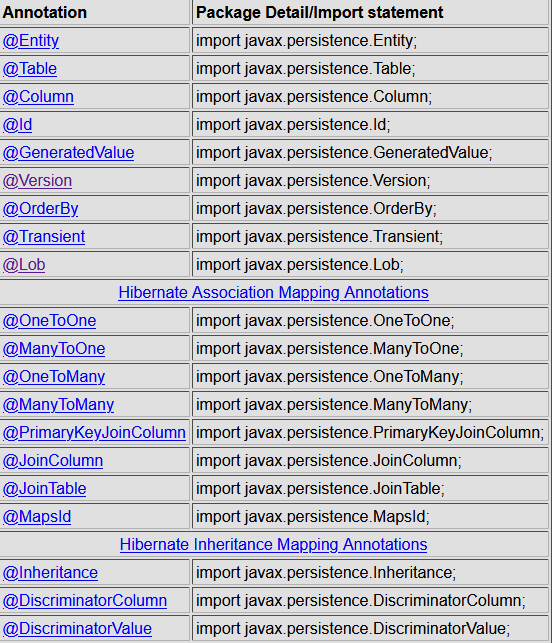 Annotation Package Detail/Import statement
@Entity import javax.persistence.Entity;
@Table import javax.persistence.Table;
@Column import javax.persistence.Column;
@Id import javax.persistence.Id;
@GeneratedValue import javax.persistence.GeneratedValue;
@Version import javax.persistence.Version;
@OrderBy import javax.persistence.OrderBy;
@Transient import javax.persistence.Transient;
@Lob import javax.persistence.Lob;
Hibernate Association Mapping Annotations
@OneToOne import javax.persistence.OneToOne;
@ManyToOne import javax.persistence.ManyToOne;
@OneToMany import javax.persistence.OneToMany;
@ManyToMany import javax.persistence.ManyToMany;
@PrimaryKeyJoinColumn import javax.persistence.PrimaryKeyJoinColumn;
@JoinColumn import javax.persistence.JoinColumn;
@JoinTable import javax.persistence.JoinTable;
@MapsId import javax.persistence.MapsId;
Hibernate Inheritance Mapping Annotations
@Inheritance import javax.persistence.Inheritance;
@DiscriminatorColumn import javax.persistence.DiscriminatorColumn;
@DiscriminatorValue import javax.persistence.DiscriminatorValue;